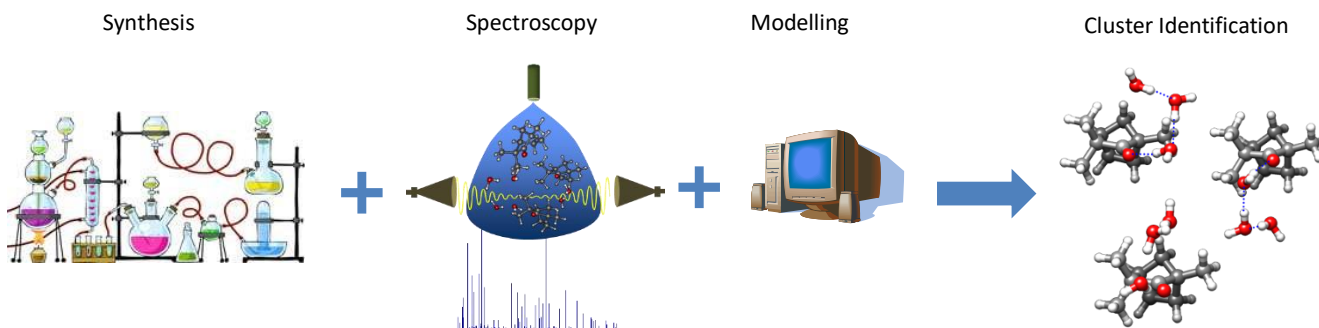 Synthesis
Spectroscopy
Modelling
Cluster Identification